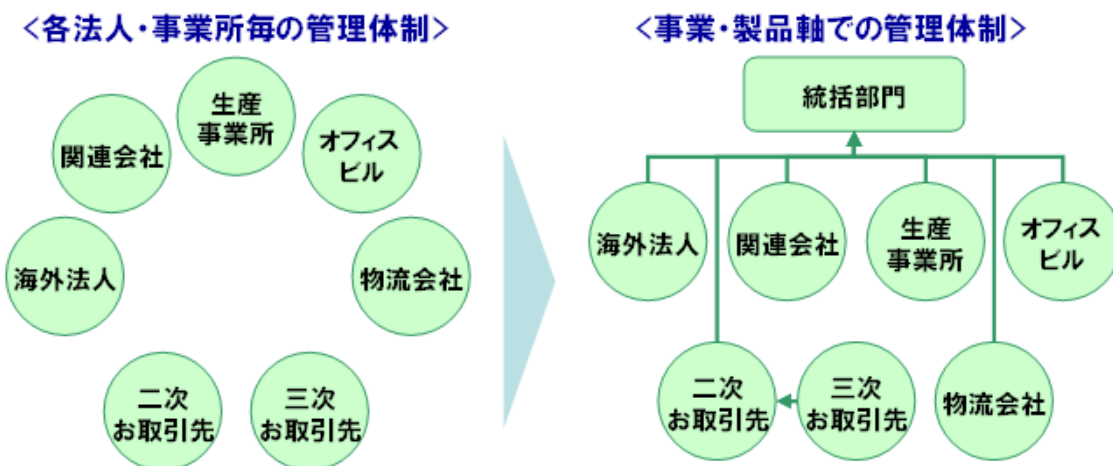 <各法人・事業所毎の管理体制>
生産
事業所
関連会社
オフィス
ビル
海外法人
物流会社
二次
お取引先
三次
お取引先
<事業・製品軸での管理体制>
統括部門
海外法人
関連会社
生産
事業所
オフィス
ビル
二次
お取引先
三次
お取引先
物流会社